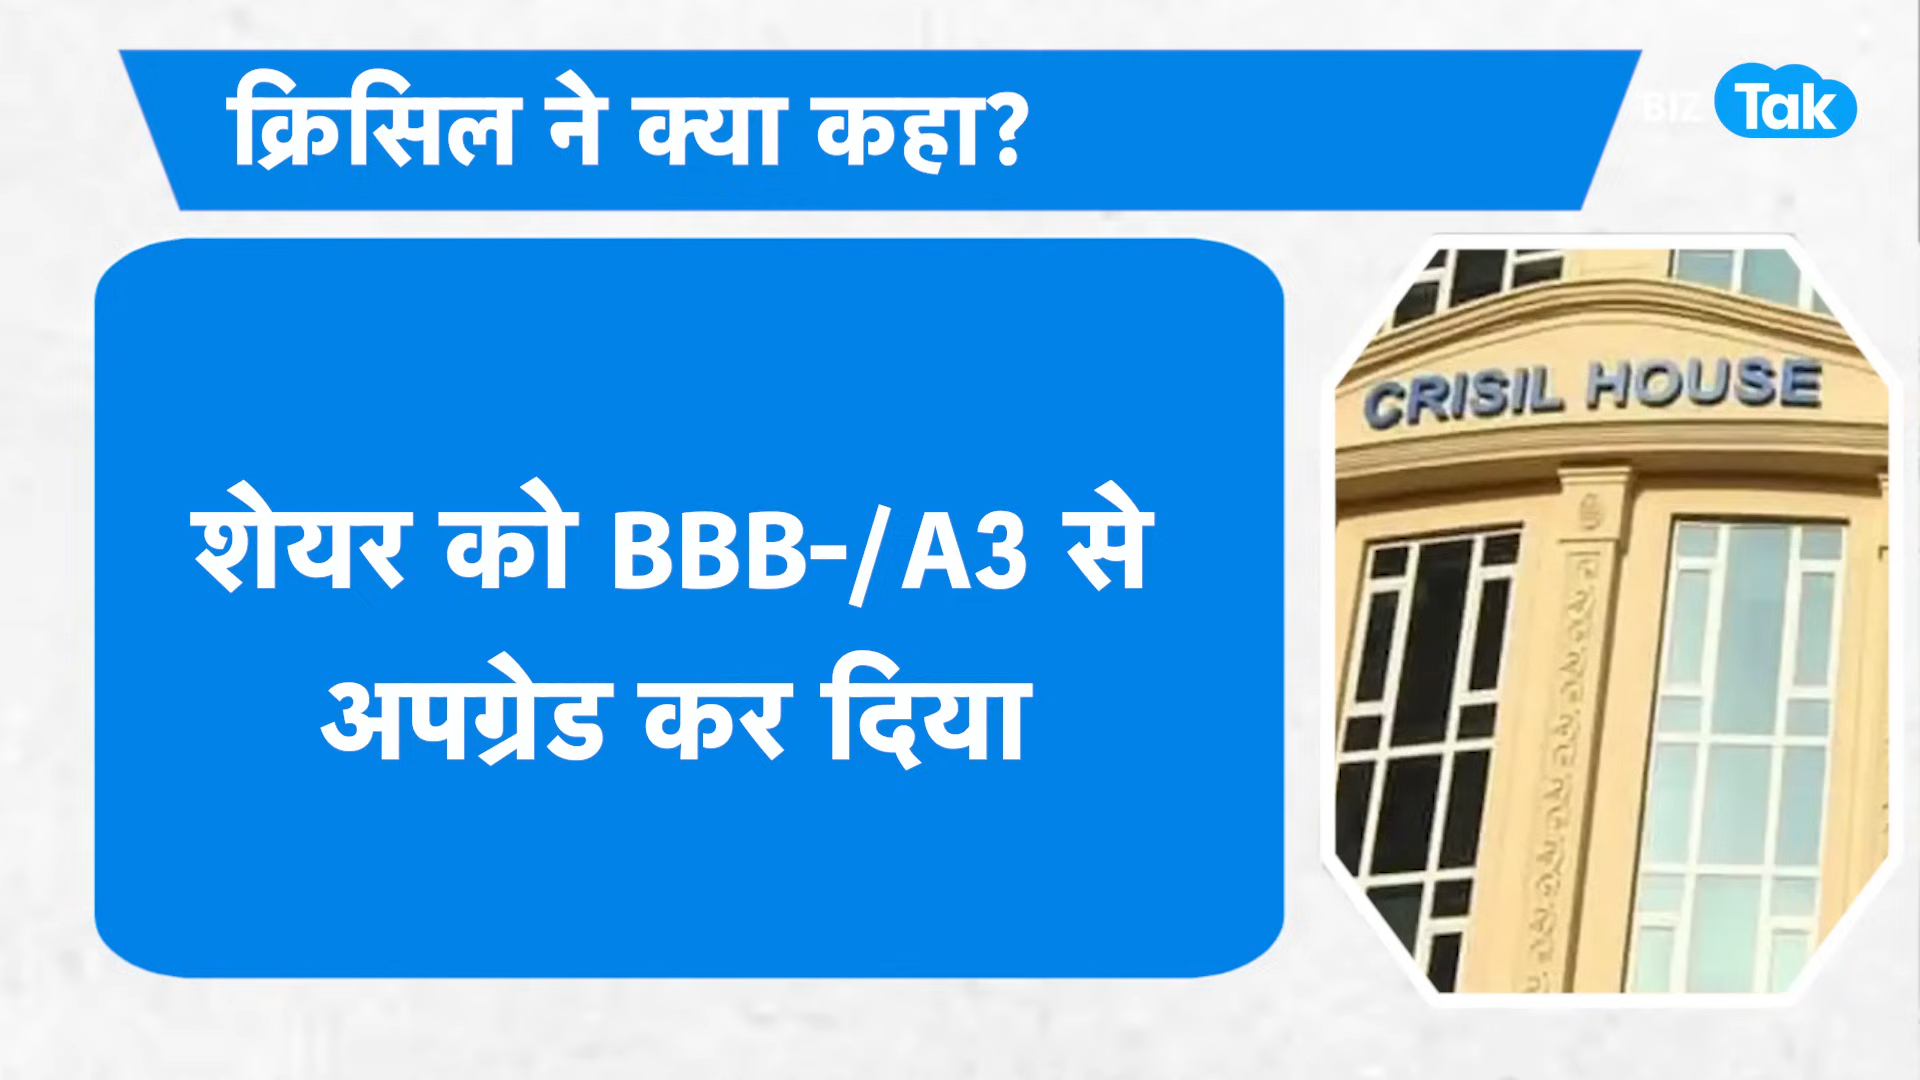 क्रिसिल ने क्या कहा?
BIZ Tak
शेयर को BBB-/A3 से
अपग्रेड कर दिया
CRISIL HOUSE